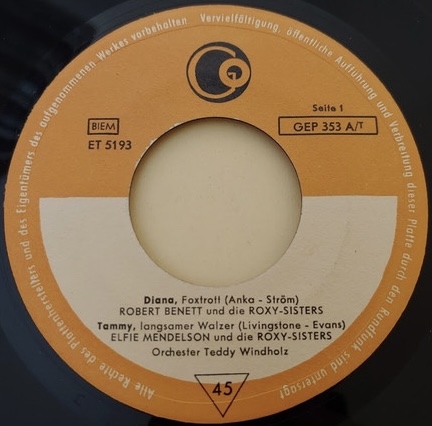 Alle Rechte des Plattenherstellers und des Eigentümers des aufgenommenen Werkes vorbehalten Vervielfältigung, öffentliche Aufführung und Verbreitung dieser Platte durch den Rundfunk sind untersagt!
Seite 1
BIEM
GEP 353 A/T
ET 5193
Diana, Foxtrott (Anka - Ström)
ROBERT BENETT und die ROXY-SISTERS
Tammy, langsamer Walzer (Livingstone - Evans)
ELFIE MENDELSON und die ROXY-SISTERS
Orchester Teddy Windholz
45